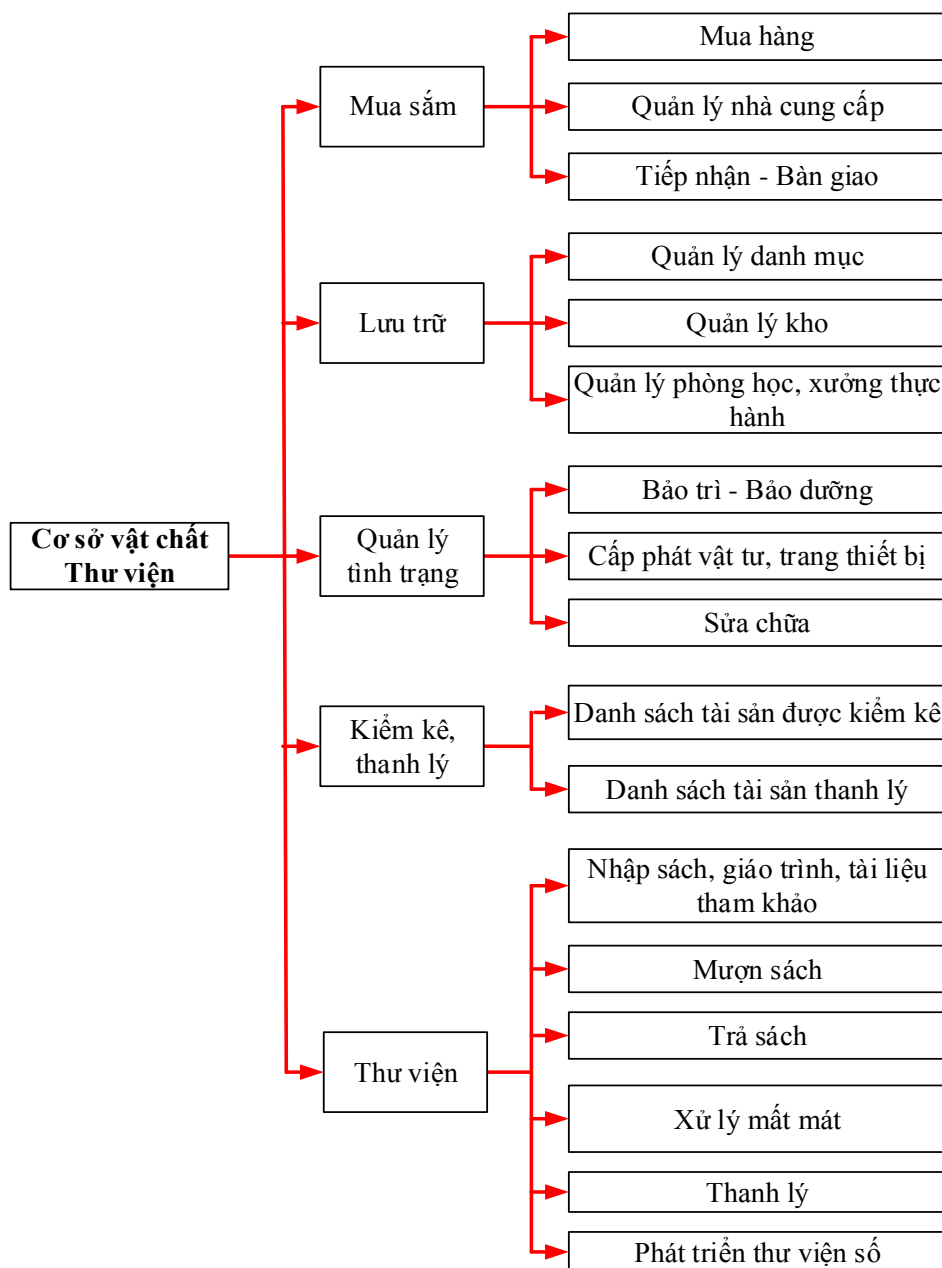 Cơ sở vật chất
Thư viện
Mua sắm
Mua hàng
Quản lý nhà cung cấp
Tiếp nhận - Bàn giao
Lưu trữ
Quản lý danh mục
Quản lý kho
Quản lý phòng học, xưởng thực
hành
Quản lý
tình trạng
Bảo trì - Bảo dưỡng
Cấp phát vật tư, trang thiết bị
Sửa chữa
Kiểm kê,
thanh lý
Danh sách tài sản được kiểm kê
Danh sách tài sản thanh lý
Thư viện
Nhập sách, giáo trình, tài liệu
tham khảo
Mượn sách
Trả sách
Xử lý mất mát
Thanh lý
Phát triển thư viện số